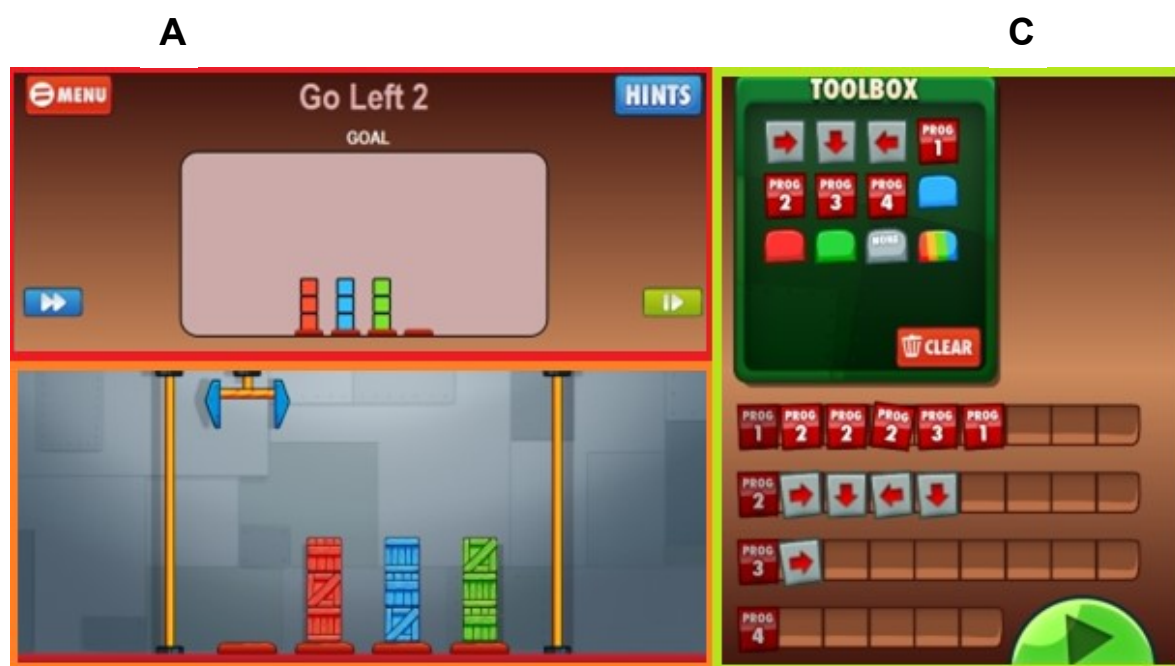 A
C
MENU
Go Left 2
HINTS
GOAL
TOOLBOX
PROG 1
PROG 2
PROG 3
PROG 4
NONE
CLEAR
PROG 1
PROG 2
PROG 2
PROG 2
PROG 3
PROG 1
PROG 2
PROG 3
PROG 4